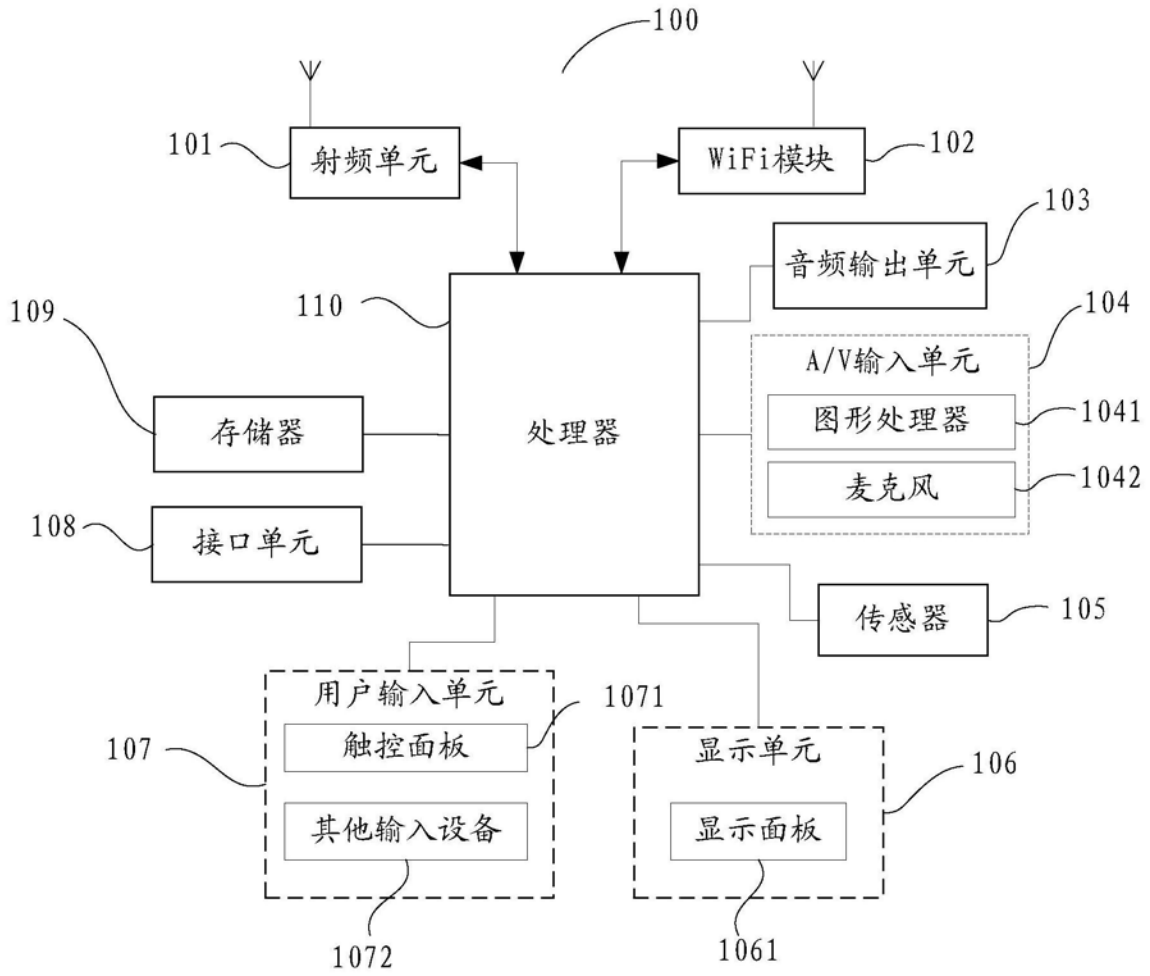 100
101
射频单元
WiFi模块
102
103
音频输出单元
110
109
104
A/V输入单元
图形处理器
1041
存储器
处理器
麦克风
1042
108
接口单元
传感器
105
用户输入单元
1071
107
触控面板
显示单元
106
其他输入设备
显示面板
1072
1061